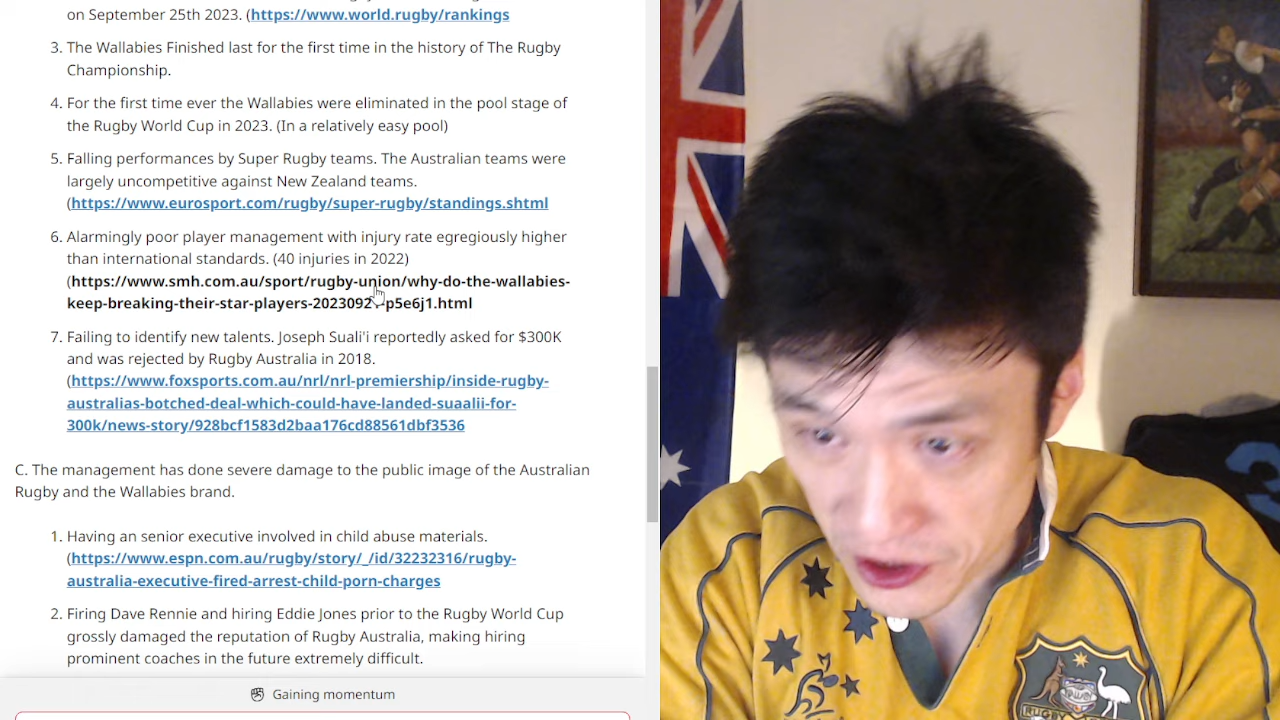 on September 25th 2023. (https://www.world.rugby/rankings
3. The Wallabies Finished last for the first time in the history of The Rugby
Championship.
4. For the first time ever the Wallabies were eliminated in the pool stage of
the Rugby World Cup in 2023. (In a relatively easy pool)
5. Falling performances by Super Rugby teams. The Australian teams were
largely uncompetitive against New Zealand teams.
(https://www.eurosport.com/rugby/super-rugby/standings.shtml
6. Alarmingly poor player management with injury rate egregiously higher
than international standards. (40 injuries in 2022)
(https://www.smh.com.au/sport/rugby-union/why-do-the-wallabies-
keep-breaking-their-star-players-
7. Failing to identify new talents. Joseph Suali'i reportedly asked for $300K
and was rejected by Rugby Australia in 2018.
(https://www.foxsports.com.au/nrl/nrl-premiership/inside-rugby-
australias-botched-deal-which-could-have-landed-suaalii-for-
300k/news-story/928bcf1583d2baa176cd88561dbf3536
C. The management has done severe damage to the public image of the Australian
Rugby and the Wallabies brand.
1. Having an senior executive involved in child abuse materials.
(https://www.espn.com.au/rugby/story/_/id/32232316/rugby-
australia-executive-fired-arrest-child-porn-charges
2. Firing Dave Rennie and hiring Eddie Jones prior to the Rugby World Cup
grossly damaged the reputation of Rugby Australia, making hiring
prominent coaches in the future extremely difficult.
Gaining momentum